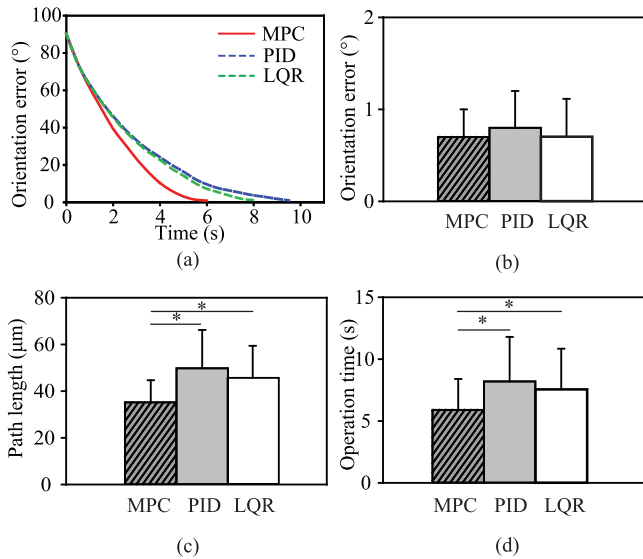 Orientation error (°)
100
80
60
40
20
0
0 2 4 6 8 10
Time (s)
MPC
PID
LQR
(a)
Orientation error (°)
2
1
0
MPC PID LQR
(b)
Path length (μm)
80
60
40
20
0
*
*
MPC PID LQR
(c)
Operation time (s)
15
10
5
0
*
*
MPC PID LQR
(d)